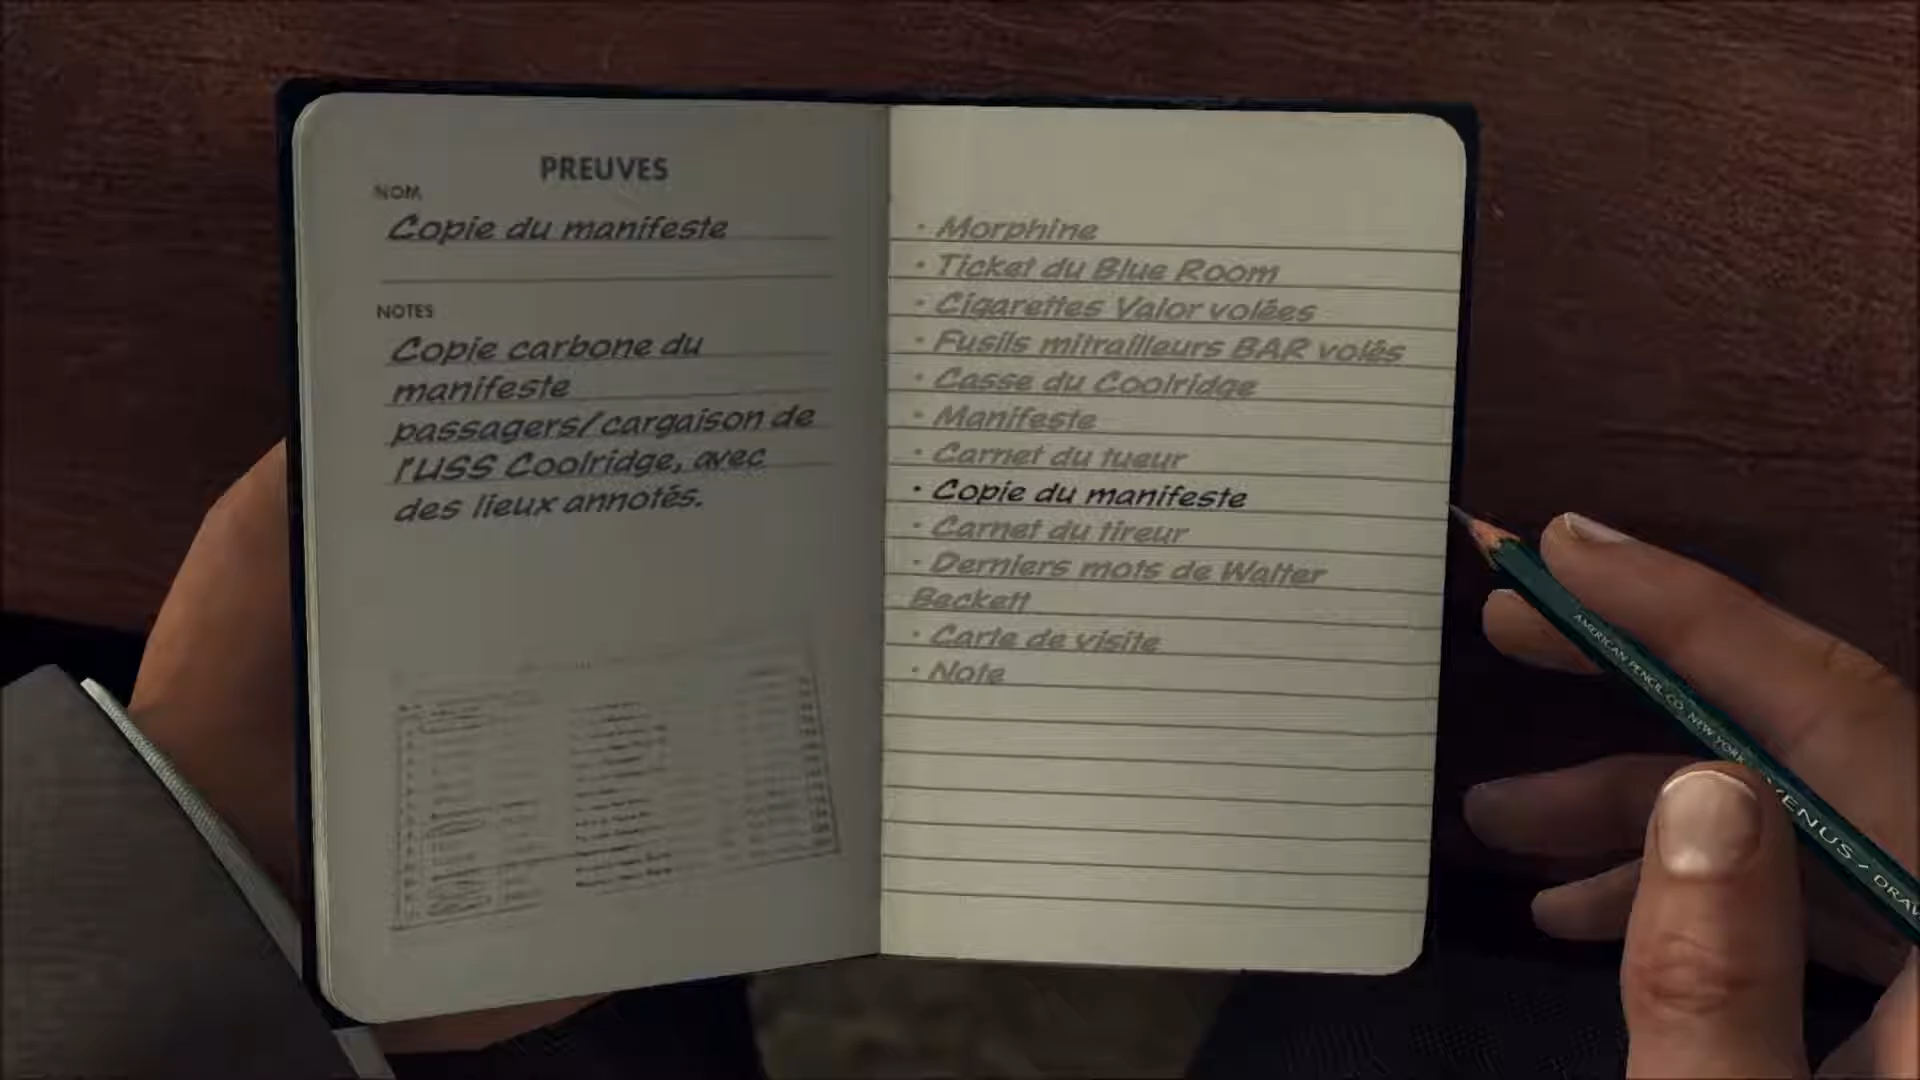 PREUVES
NOM
Copie du manifeste
NOTES
Copie carbone du
manifeste
passagers/cargaison de
l'USS Coolridge, avec
des lieux annotés.
• Morphine
• Ticket du Blue Room
• Cigarettes Valor volées
• Fusils mitrailleurs BAR volés
• Casse du Coolridge
• Manifeste
• Carnet du tueur
• Copie du manifeste
• Carnet du tireur
• Derniers mots de Walter
Beckett
• Carte de visite
• Note
AMERICAN PENCIL CO. NEW YORK
VENUS